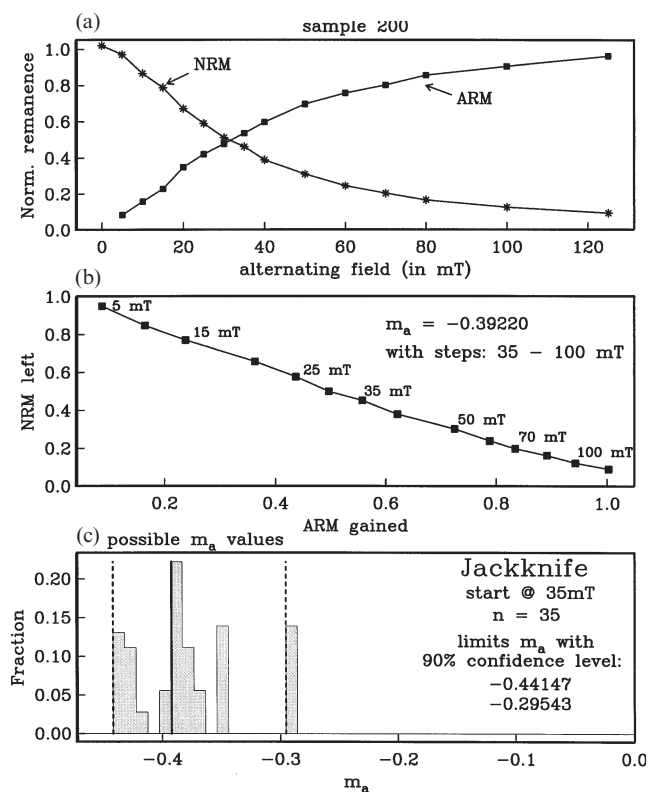 (a)
sample 200
1.0
0.8
0.6
0.4
0.2
0.0
Norm. remanence
NRM
ARM
0 20 40 60 80 100 120
alternating field (in mT)
(b)
1.0
0.8
0.6
0.4
0.2
0.0
NRM left
5 mT
15 mT
25 mT
35 mT
50 mT
70 mT
100 mT
mₐ = −0.39220
with steps: 35 − 100 mT
0.2 0.4 0.6 0.8 1.0
ARM gained
(c) possible mₐ values
0.20
0.15
0.10
0.05
0.00
Fraction
Jackknife
start @ 35mT
n = 35
limits mₐ with
90% confidence level:
−0.44147
−0.29543
−0.4 −0.3 −0.2 −0.1 0.0
mₐ